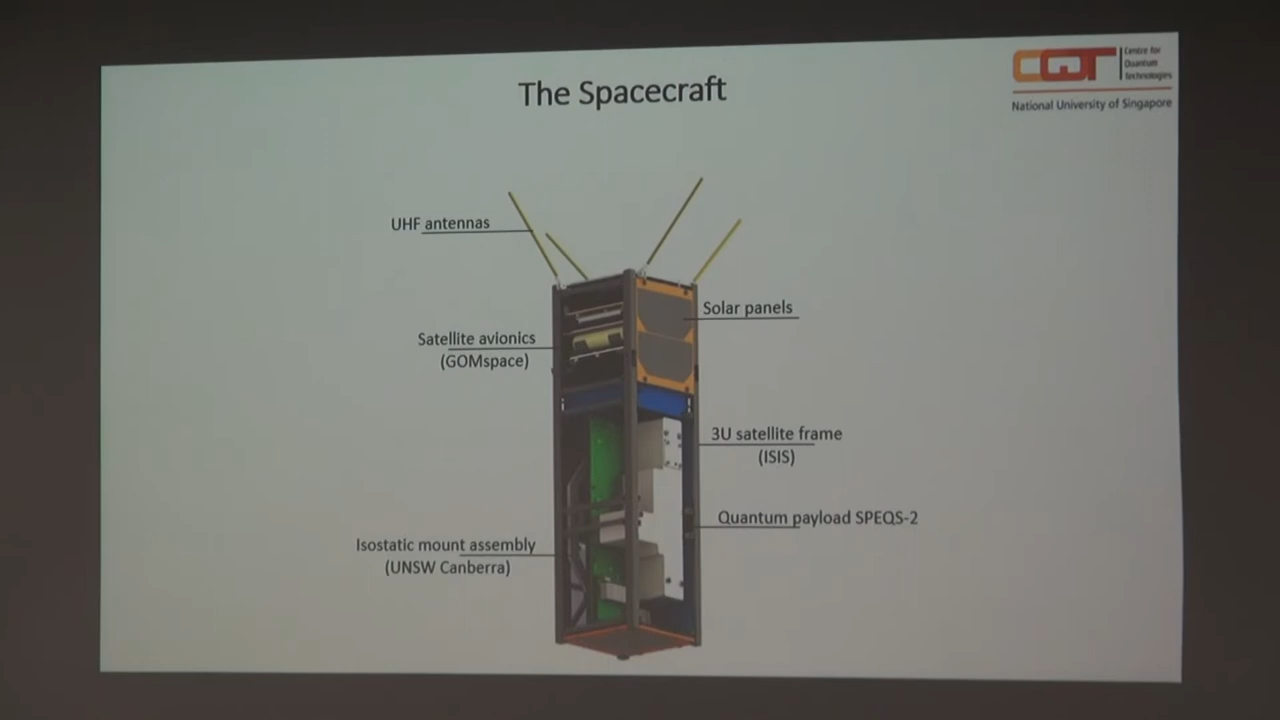 The Spacecraft
CQT
Centre for
Quantum
Technologies
National University of Singapore
UHF antennas
Solar panels
Satellite avionics
(GOMspace)
3U satellite frame
(ISIS)
Quantum payload SPEQS-2
Isostatic mount assembly
(UNSW Canberra)